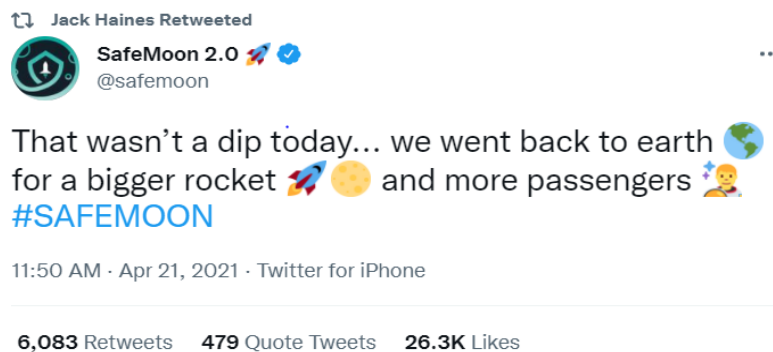 Jack Haines Retweeted
SafeMoon 2.0 🚀
@safemoon
That wasn't a dip today... we went back to earth 🌎
for a bigger rocket 🚀🌕 and more passengers
#SAFEMOON
11:50 AM · Apr 21, 2021 · Twitter for iPhone
6,083 Retweets 479 Quote Tweets 26.3K Likes